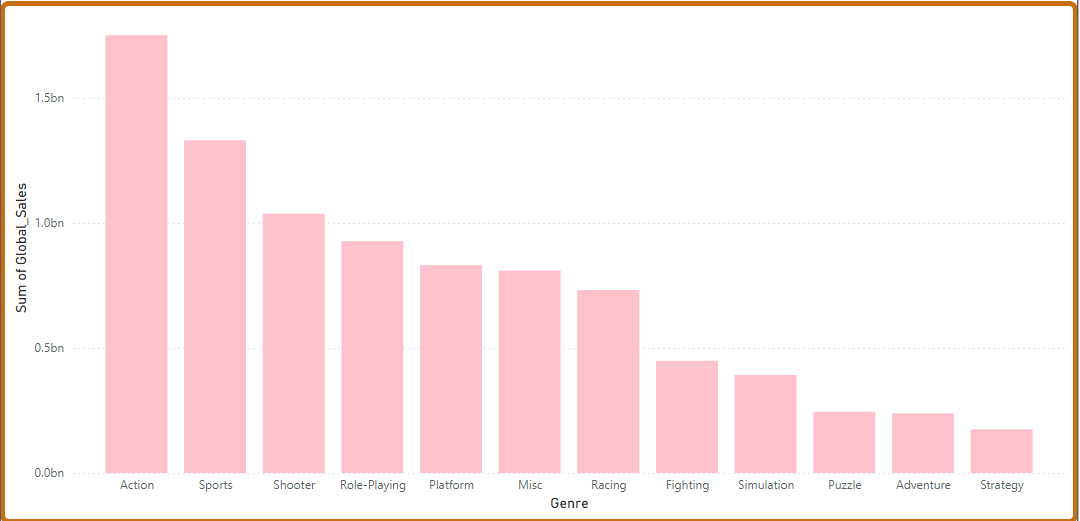 Sum of Global_Sales
1.5bn
1.0bn
0.5bn
0.0bn
Action Sports Shooter Role-Playing Platform Misc Racing Fighting Simulation Puzzle Adventure Strategy
Genre